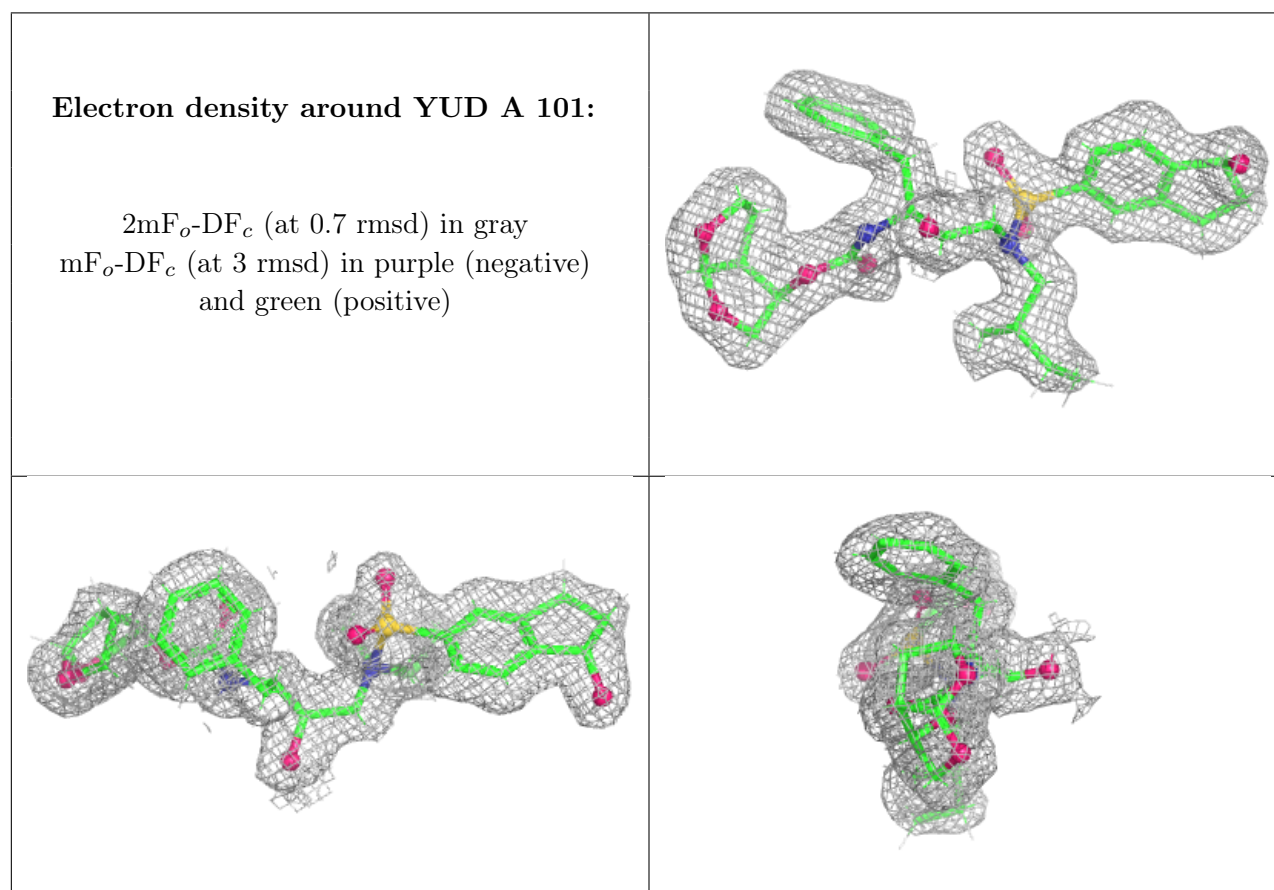 Electron density around YUD A 101:
2mFo-DFc (at 0.7 rmsd) in gray
mFo-DFc (at 3 rmsd) in purple (negative)
and green (positive)